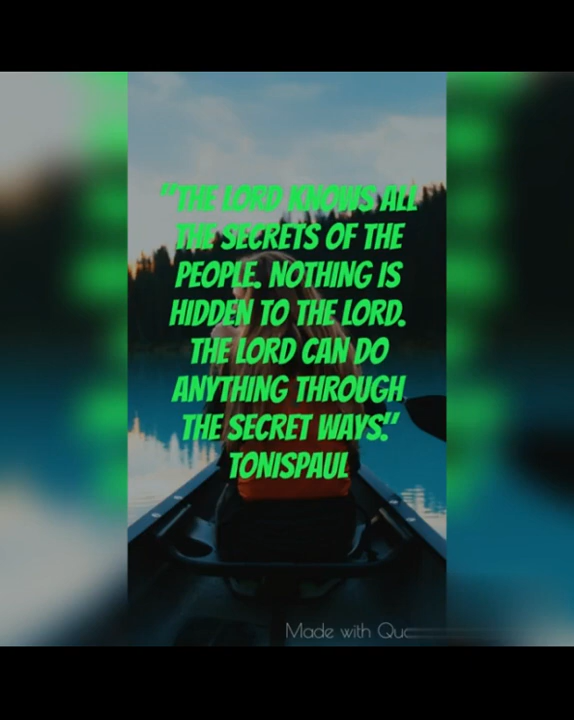 "THE LORD KNOWS ALL
THE SECRETS OF THE
PEOPLE. NOTHING IS
HIDDEN TO THE LORD.
THE LORD CAN DO
ANYTHING THROUGH
THE SECRET WAYS."
TONISPAUL
Made with